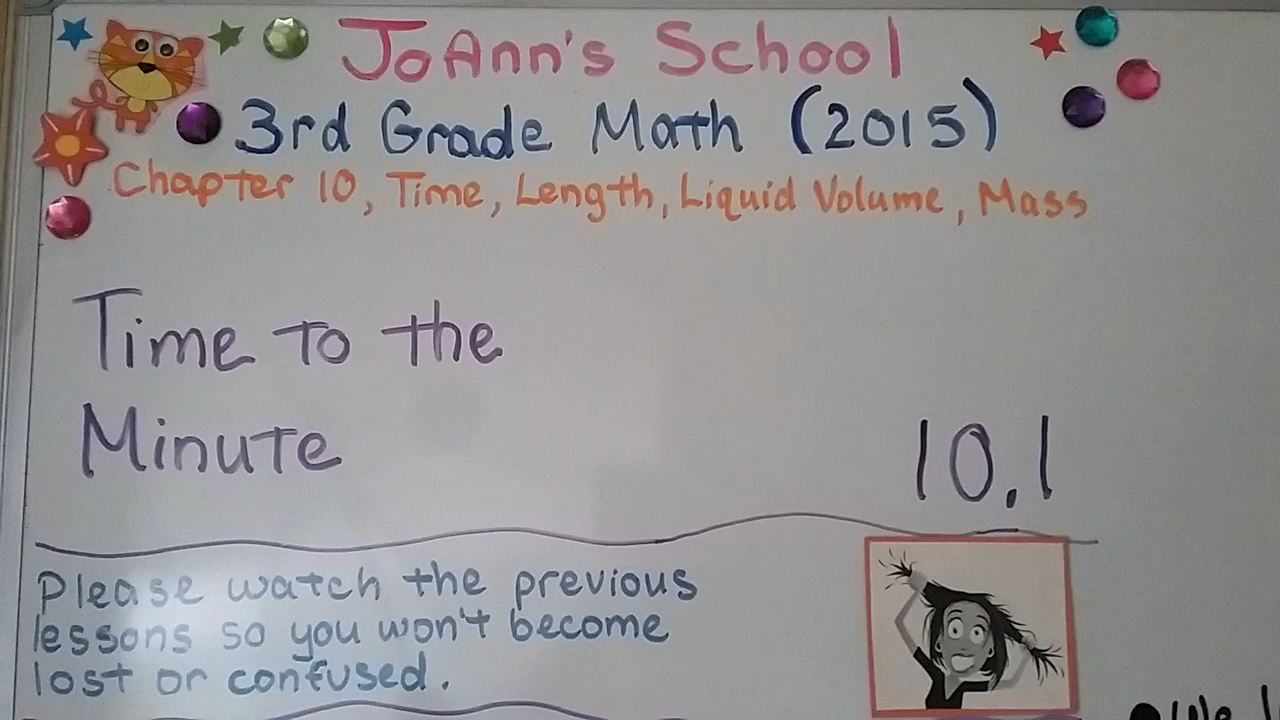 JoAnn's School
3rd Grade Math (2015)
Chapter 10, Time, Length, Liquid Volume, Mass
Time to the
Minute
10.1
Please watch the previous
lessons so you won't become
lost or confused.